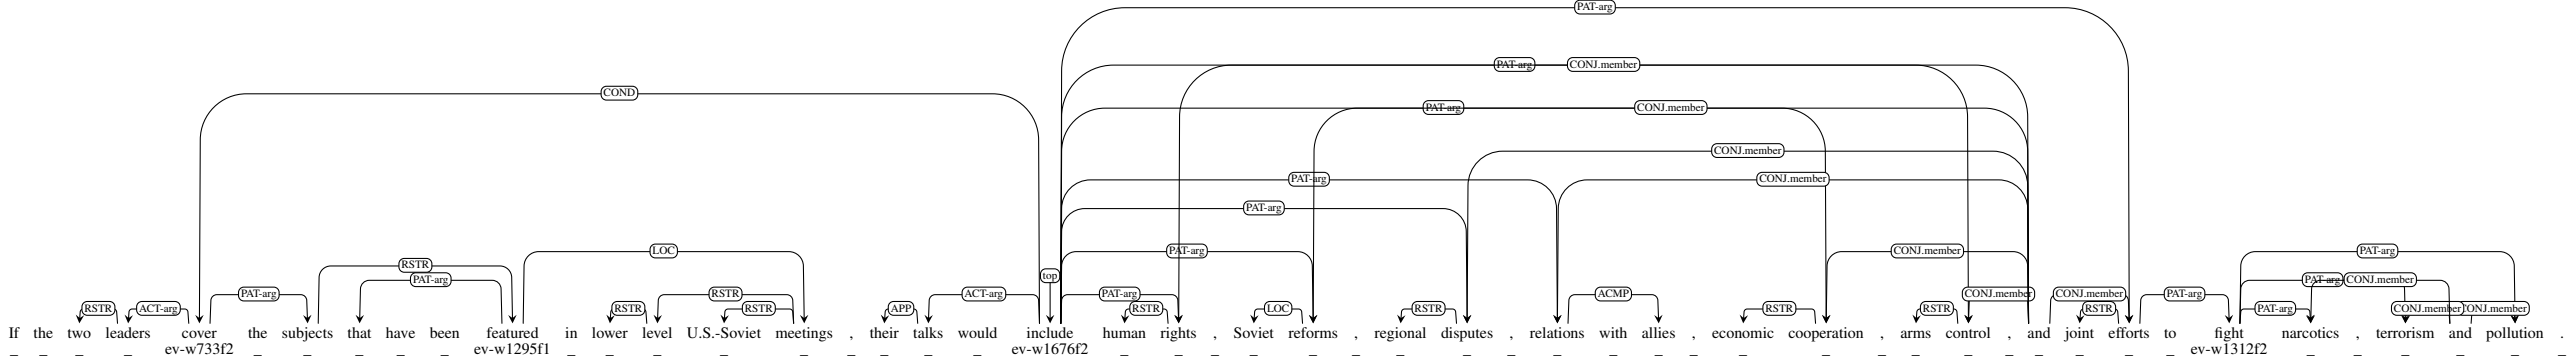 PAT-arg
PAT-arg CONJ.member
COND
PAT-arg CONJ.member
CONJ.member
PAT-arg CONJ.member
PAT-arg
LOC PAT-arg CONJ.member PAT-arg
RSTR
top
PAT-arg PAT-arg CONJ.member
PAT-arg RSTR ACT-arg PAT-arg ACMP CONJ.member CONJ.member PAT-arg
RSTR ACT-arg RSTR RSTR APP RSTR LOC RSTR RSTR RSTR RSTR PAT-arg CONJ.member CONJ.member
If the two leaders cover the subjects that have been featured in lower level U.S.-Soviet meetings , their talks would include human rights , Soviet reforms , regional disputes , relations with allies , economic cooperation , arms control , and joint efforts to fight narcotics , terrorism and pollution .
_ _ _ _ ev-w733f2 _ _ _ _ _ ev-w1295f1 _ _ _ _ _ _ _ _ _ ev-w1676f2 _ _ _ _ _ _ _ _ _ _ _ _ _ _ _ _ _ _ _ _ _ _ _ ev-w1312f2 _ _ _ _ _ _